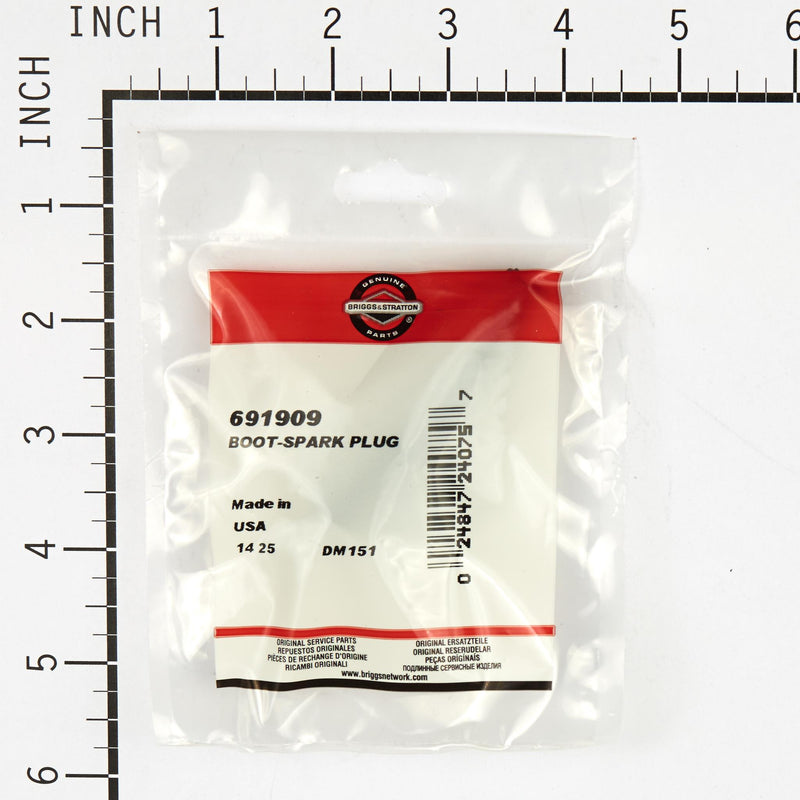 INCH 1 2 3 4 5 6
INCH
1
2
3
4
5
6
GENUINE
BRIGGS&STRATTON
®
PARTS
691909
BOOT-SPARK PLUG
Made in
USA
14 25 DM151
0 24847 24075 7
ORIGINAL SERVICE PARTS
REPUESTOS ORIGINALES
PIÈCES DE RECHANGE D'ORIGINE
RICAMBI ORIGINALI
ORIGINAL ERSATZTEILE
ORIGINAL RESERUDELAR
PEÇAS ORIGINAIS
ПОДЛИННЫЕ СЕРВИСНЫЕ ИЗДЕЛИЯ
www.briggsnetwork.com